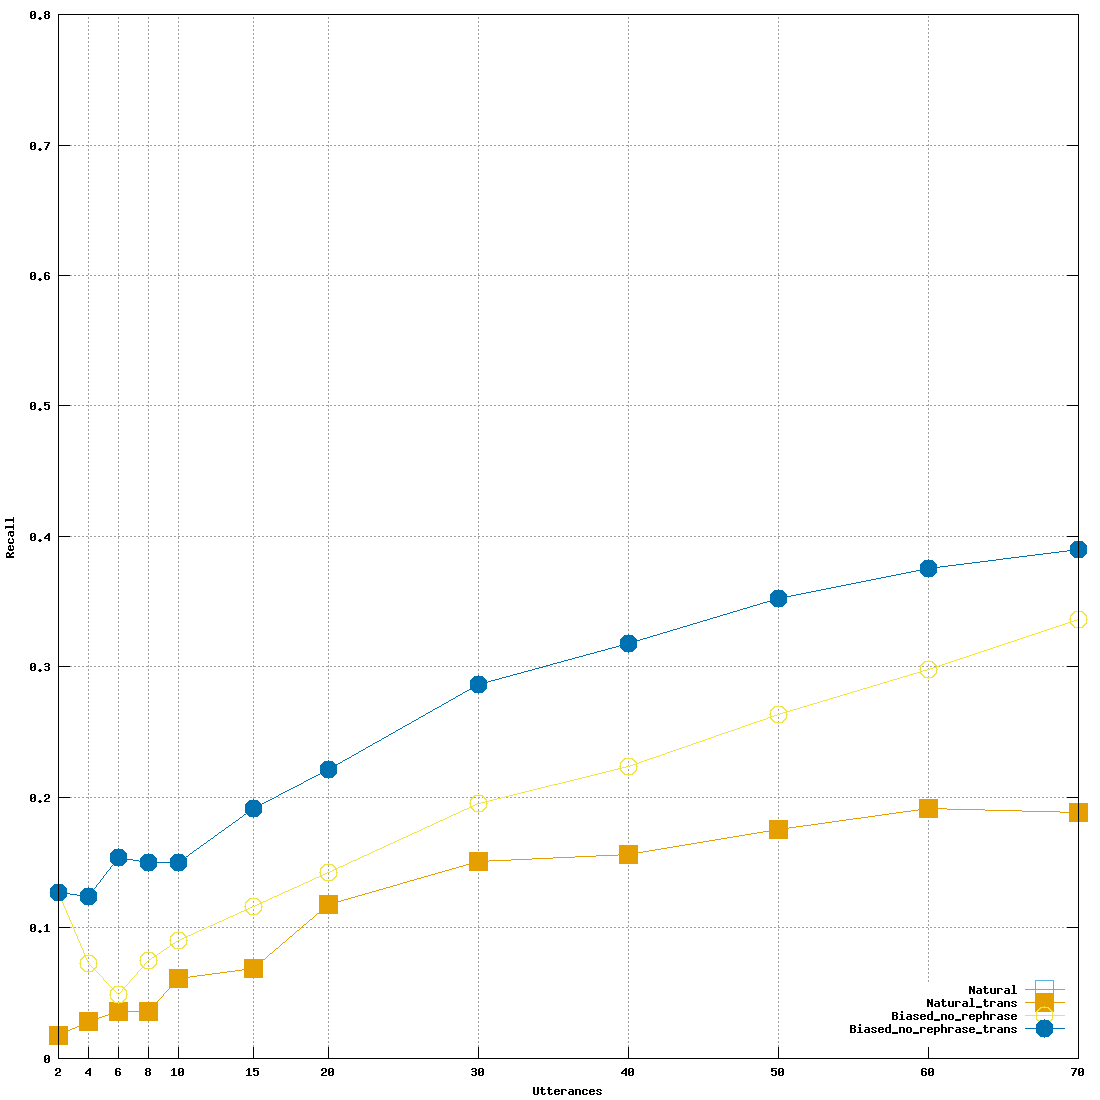 0.8
0.7
0.6
0.5
0.4
0.3
0.2
0.1
0
Recall
2 4 6 8 10 15 20 30 40 50 60 70
Utterances
Natural
Natural_trans
Biased_no_rephrase
Biased_no_rephrase_trans